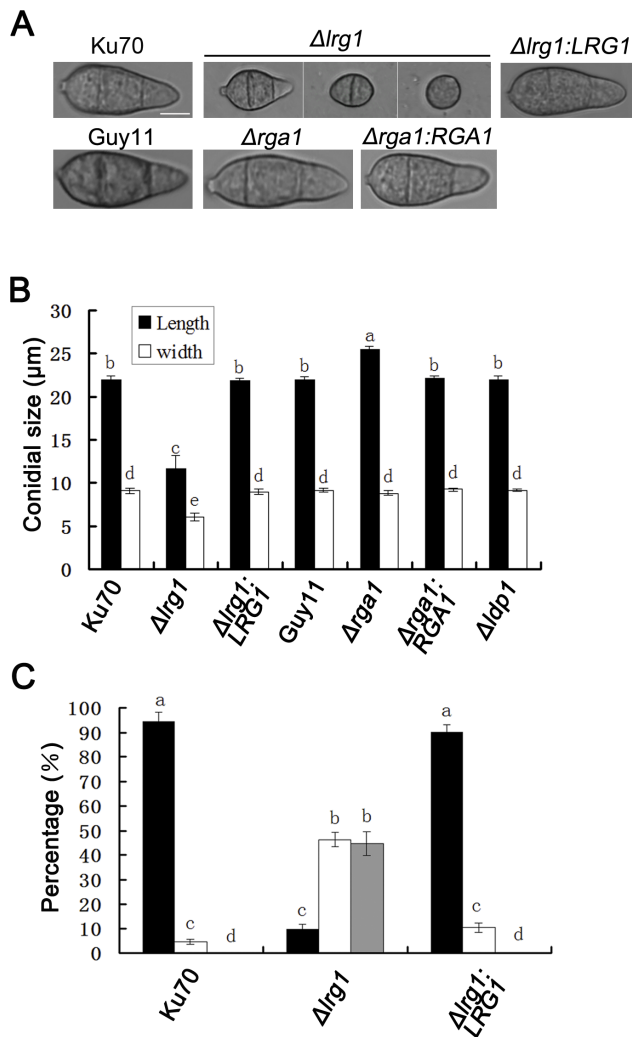 A
Ku70
Δlrg1
Δlrg1:LRG1
Guy11
Δrga1
Δrga1:RGA1
B
Conidial size (μm)
30
25
20
15
10
5
0
Length
width
b
d
c
e
b
d
b
d
a
d
b
d
b
d
Ku70
Δlrg1
Δlrg1:
LRG1
Guy11
Δrga1
Δrga1:
RGA1
Δldp1
C
Percentage (%)
100
90
80
70
60
50
40
30
20
10
0
a
c
d
c
b
b
a
c
d
Ku70
Δlrg1
Δlrg1:
LRG1